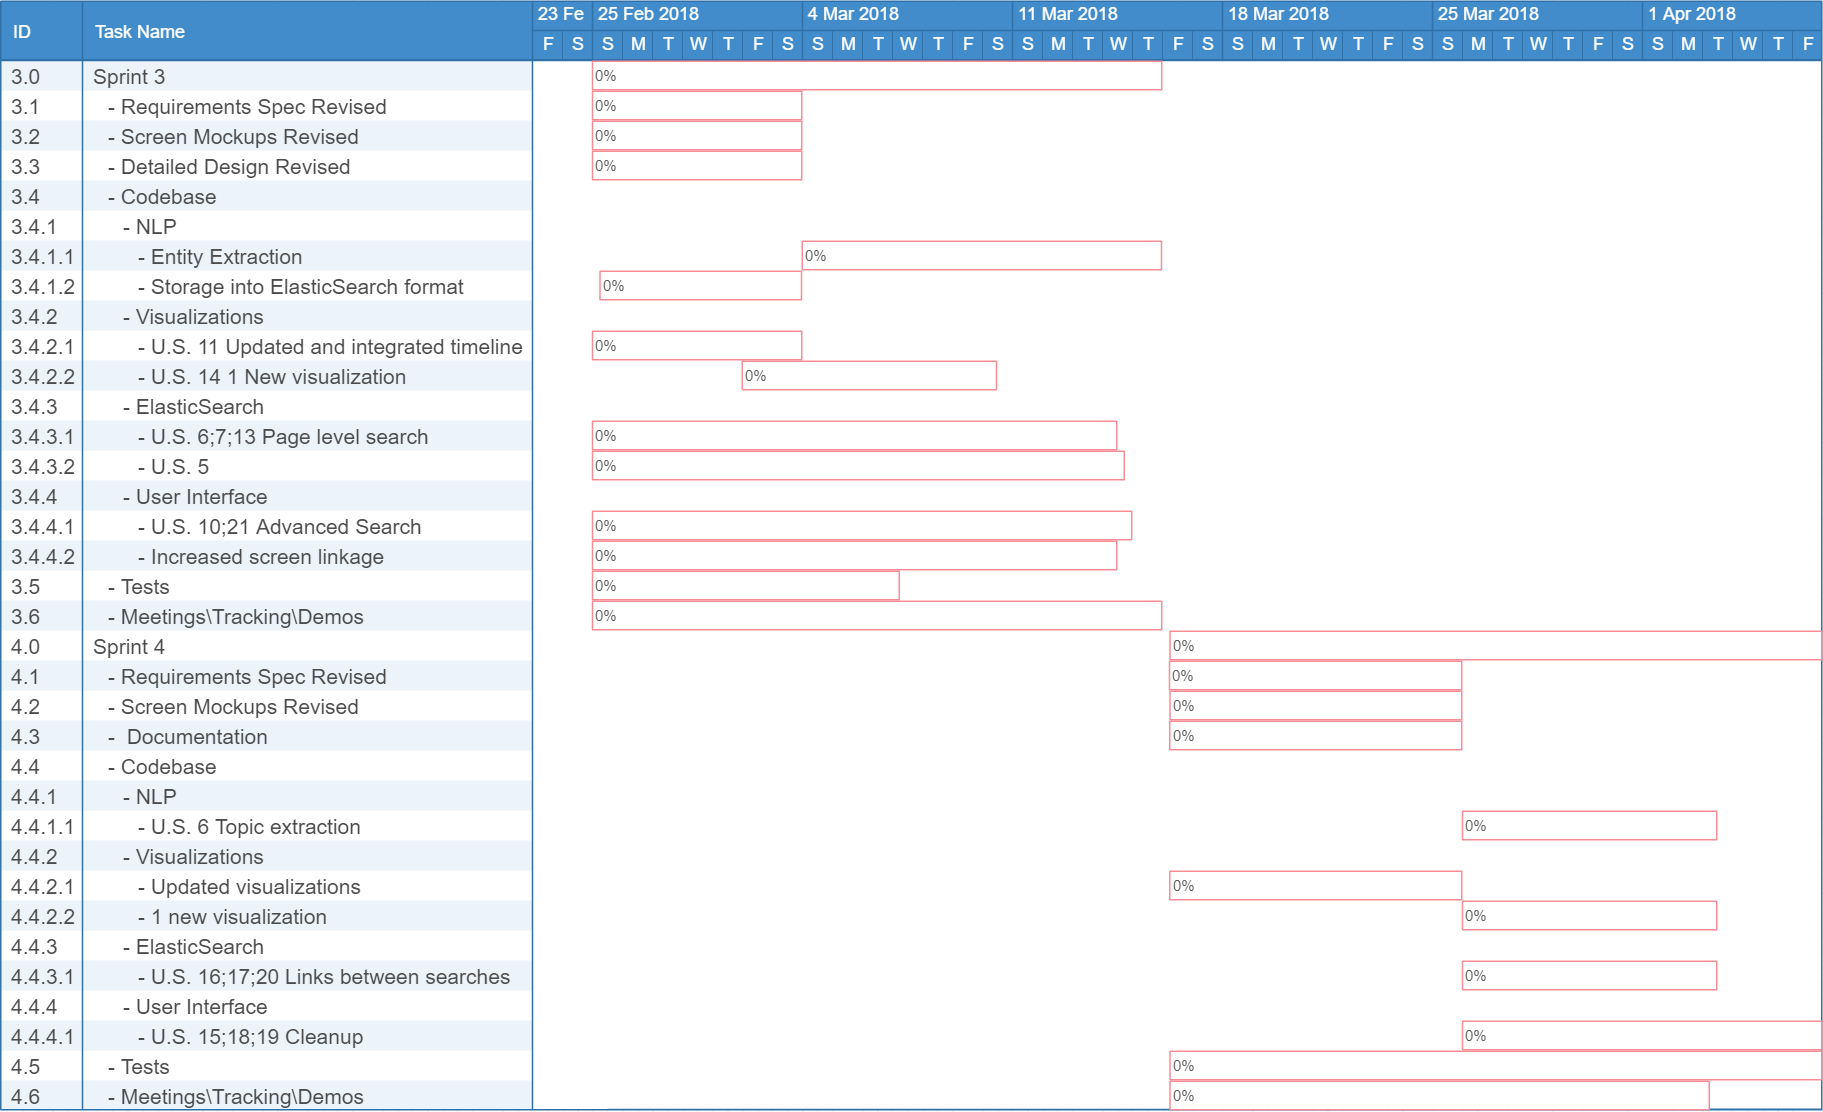 ID Task Name 23 Fe 25 Feb 2018 4 Mar 2018 11 Mar 2018 18 Mar 2018 25 Mar 2018 1 Apr 2018
F S S M T W T F S S M T W T F S S M T W T F S S M T W T F S S M T W T F S S M T W T F
3.0 Sprint 3 0%
3.1 - Requirements Spec Revised 0%
3.2 - Screen Mockups Revised 0%
3.3 - Detailed Design Revised 0%
3.4 - Codebase
3.4.1 - NLP
3.4.1.1 - Entity Extraction 0%
3.4.1.2 - Storage into ElasticSearch format 0%
3.4.2 - Visualizations
3.4.2.1 - U.S. 11 Updated and integrated timeline 0%
3.4.2.2 - U.S. 14 1 New visualization 0%
3.4.3 - ElasticSearch
3.4.3.1 - U.S. 6;7;13 Page level search 0%
3.4.3.2 - U.S. 5 0%
3.4.4 - User Interface
3.4.4.1 - U.S. 10;21 Advanced Search 0%
3.4.4.2 - Increased screen linkage 0%
3.5 - Tests 0%
3.6 - Meetings\Tracking\Demos 0%
4.0 Sprint 4 0%
4.1 - Requirements Spec Revised 0%
4.2 - Screen Mockups Revised 0%
4.3 - Documentation 0%
4.4 - Codebase
4.4.1 - NLP
4.4.1.1 - U.S. 6 Topic extraction 0%
4.4.2 - Visualizations
4.4.2.1 - Updated visualizations 0%
4.4.2.2 - 1 new visualization 0%
4.4.3 - ElasticSearch
4.4.3.1 - U.S. 16;17;20 Links between searches 0%
4.4.4 - User Interface
4.4.4.1 - U.S. 15;18;19 Cleanup 0%
4.5 - Tests 0%
4.6 - Meetings\Tracking\Demos 0%